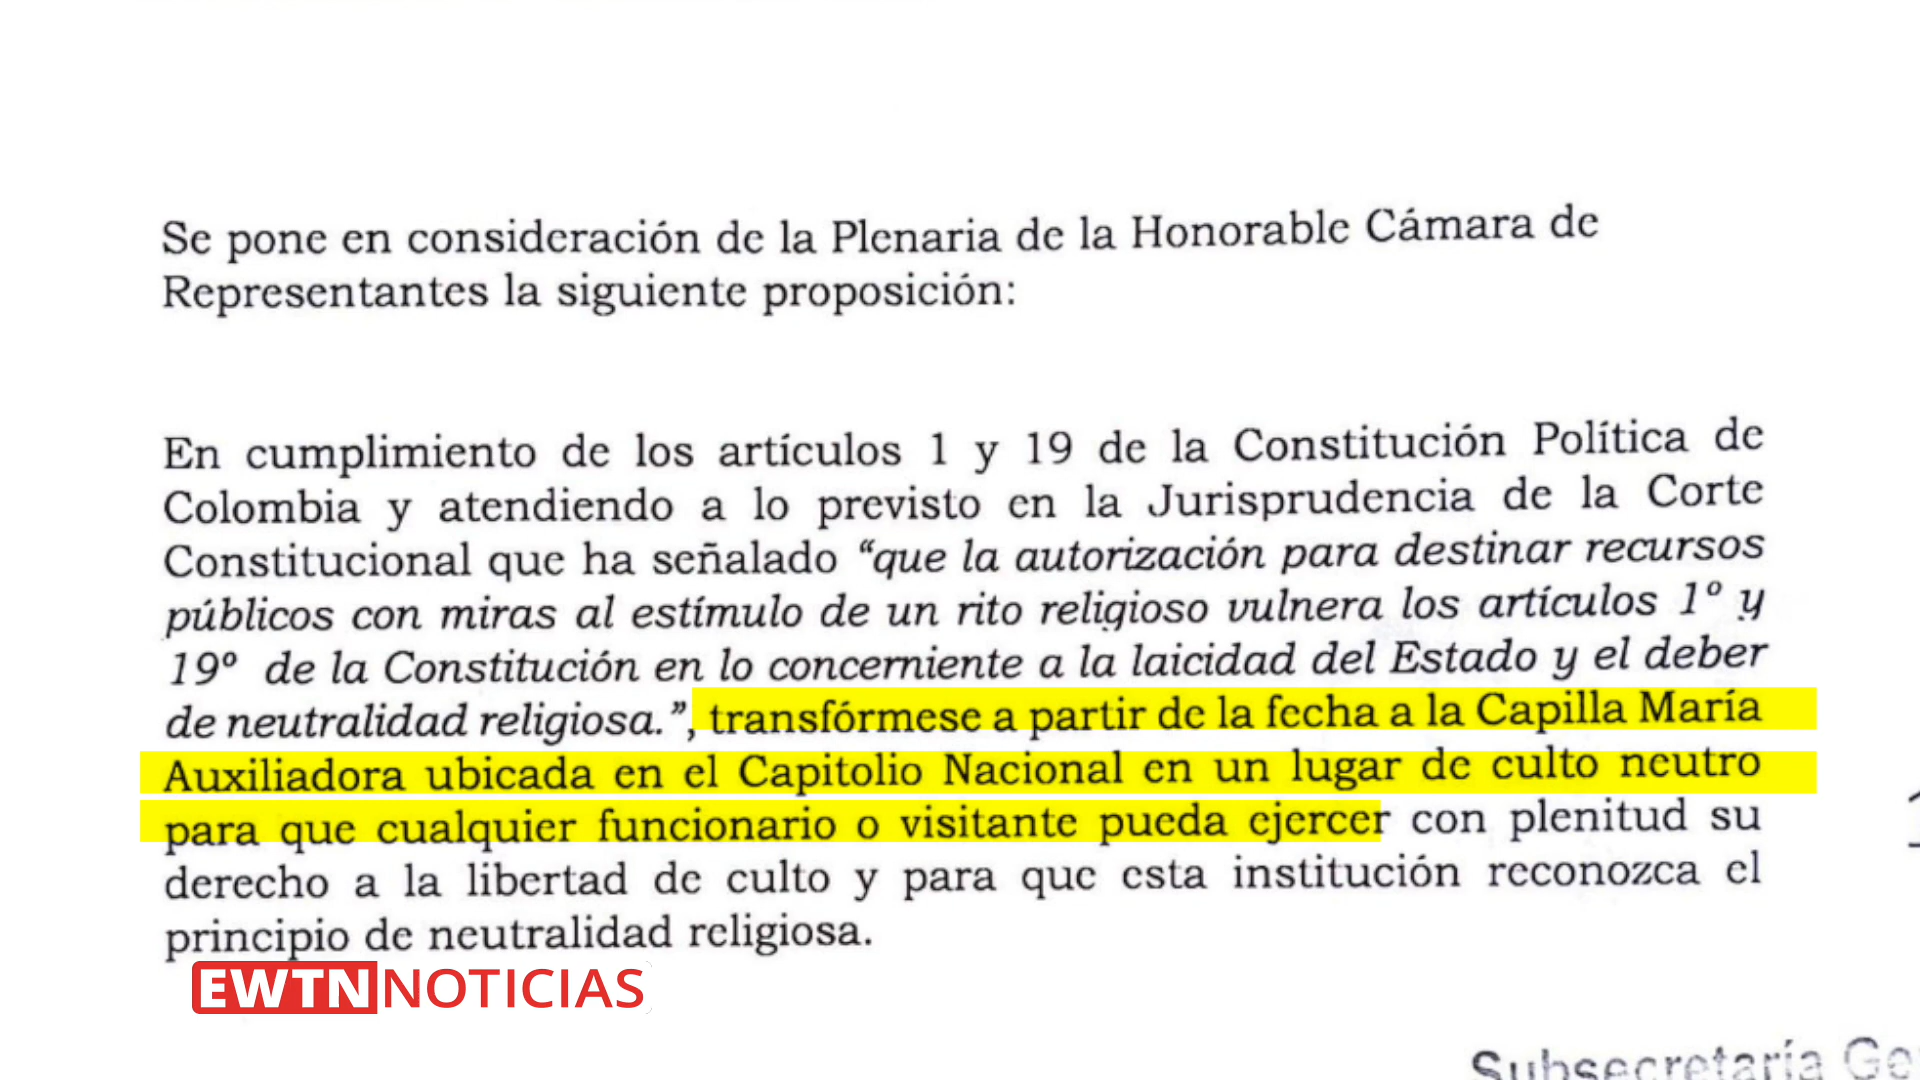 Se pone en consideración de la Plenaria de la Honorable Cámara de
Representantes la siguiente proposición:
En cumplimiento de los artículos 1 y 19 de la Constitución Política de
Colombia y atendiendo a lo previsto en la Jurisprudencia de la Corte
Constitucional que ha señalado “que la autorización para destinar recursos
públicos con miras al estímulo de un rito religioso vulnera los artículos 1º y
19º de la Constitución en lo concerniente a la laicidad del Estado y el deber
de neutralidad religiosa.”, transfórmese a partir de la fecha a la Capilla María
Auxiliadora ubicada en el Capitolio Nacional en un lugar de culto neutro
para que cualquier funcionario o visitante pueda ejercer con plenitud su
derecho a la libertad de culto y para que esta institución reconozca el
principio de neutralidad religiosa.
EWTN NOTICIAS
Subsecretaría